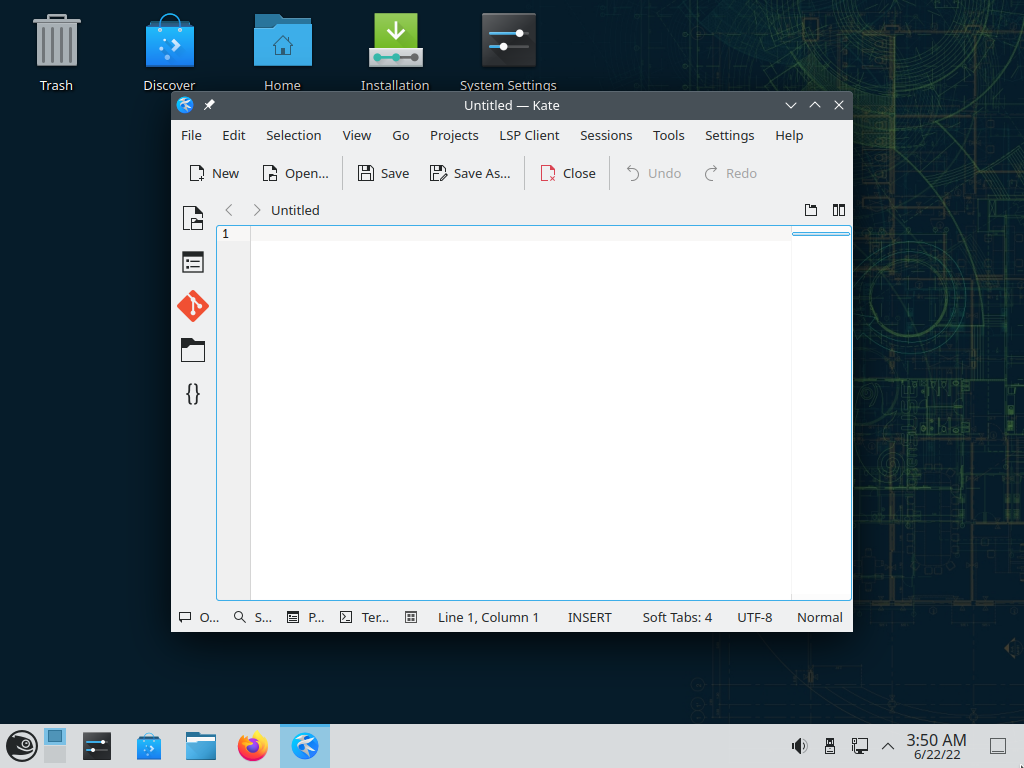 Trash Discover Home Installation System Settings
Untitled — Kate
File Edit Selection View Go Projects LSP Client Sessions Tools Settings Help
New Open... Save Save As... Close Undo Redo
Untitled
1
{}
O... S... P... Ter... Line 1, Column 1 INSERT Soft Tabs: 4 UTF-8 Normal
3:50 AM
6/22/22